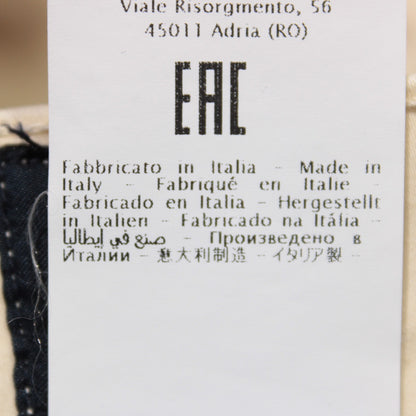 Viale Risorgmento, 56
45011 Adria (RO)
EAC
Fabbricato in Italia - Made in
Italy - Fabriqué en Italie -
Fabricado en Italia - Hergestellt
in Italien - Fabricado na Itália -
صنع في إيطاليا - Произведено в
Италии - 意大利制造 - イタリア製 -